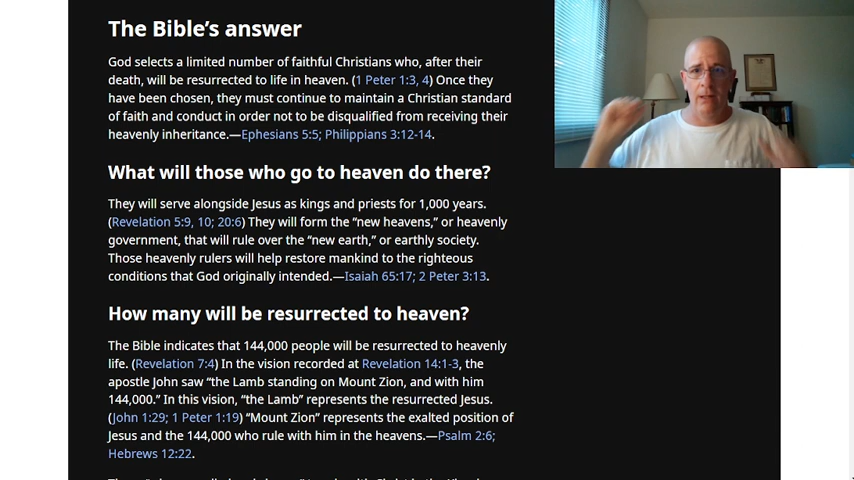 The Bible's answer
God selects a limited number of faithful Christians who, after their
death, will be resurrected to life in heaven. (1 Peter 1:3, 4) Once they
have been chosen, they must continue to maintain a Christian standard
of faith and conduct in order not to be disqualified from receiving their
heavenly inheritance.—Ephesians 5:5; Philippians 3:12-14.
What will those who go to heaven do there?
They will serve alongside Jesus as kings and priests for 1,000 years.
(Revelation 5:9, 10; 20:6) They will form the “new heavens,” or heavenly
government, that will rule over the “new earth,” or earthly society.
Those heavenly rulers will help restore mankind to the righteous
conditions that God originally intended.—Isaiah 65:17; 2 Peter 3:13.
How many will be resurrected to heaven?
The Bible indicates that 144,000 people will be resurrected to heavenly
life. (Revelation 7:4) In the vision recorded at Revelation 14:1-3, the
apostle John saw “the Lamb standing on Mount Zion, and with him
144,000.” In this vision, “the Lamb” represents the resurrected Jesus.
(John 1:29; 1 Peter 1:19) “Mount Zion” represents the exalted position of
Jesus and the 144,000 who rule with him in the heavens.—Psalm 2:6;
Hebrews 12:22.